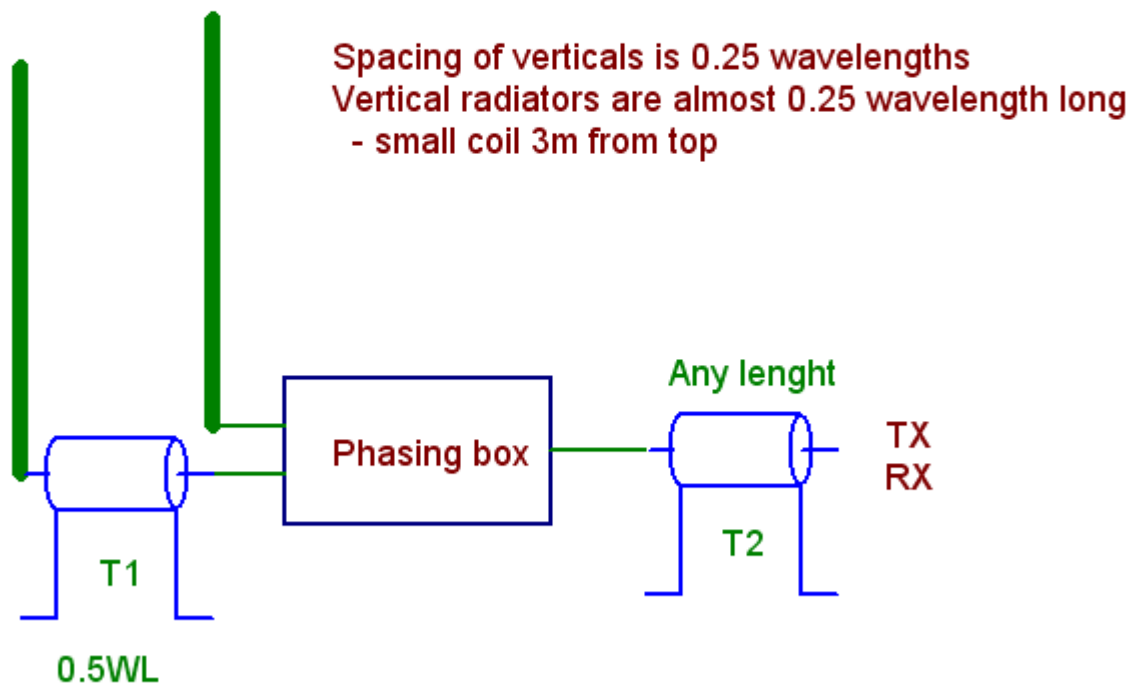 Spacing of verticals is 0.25 wavelengths
Vertical radiators are almost 0.25 wavelength long
- small coil 3m from top
Any lenght
Phasing box
TX
RX
T1
T2
0.5WL